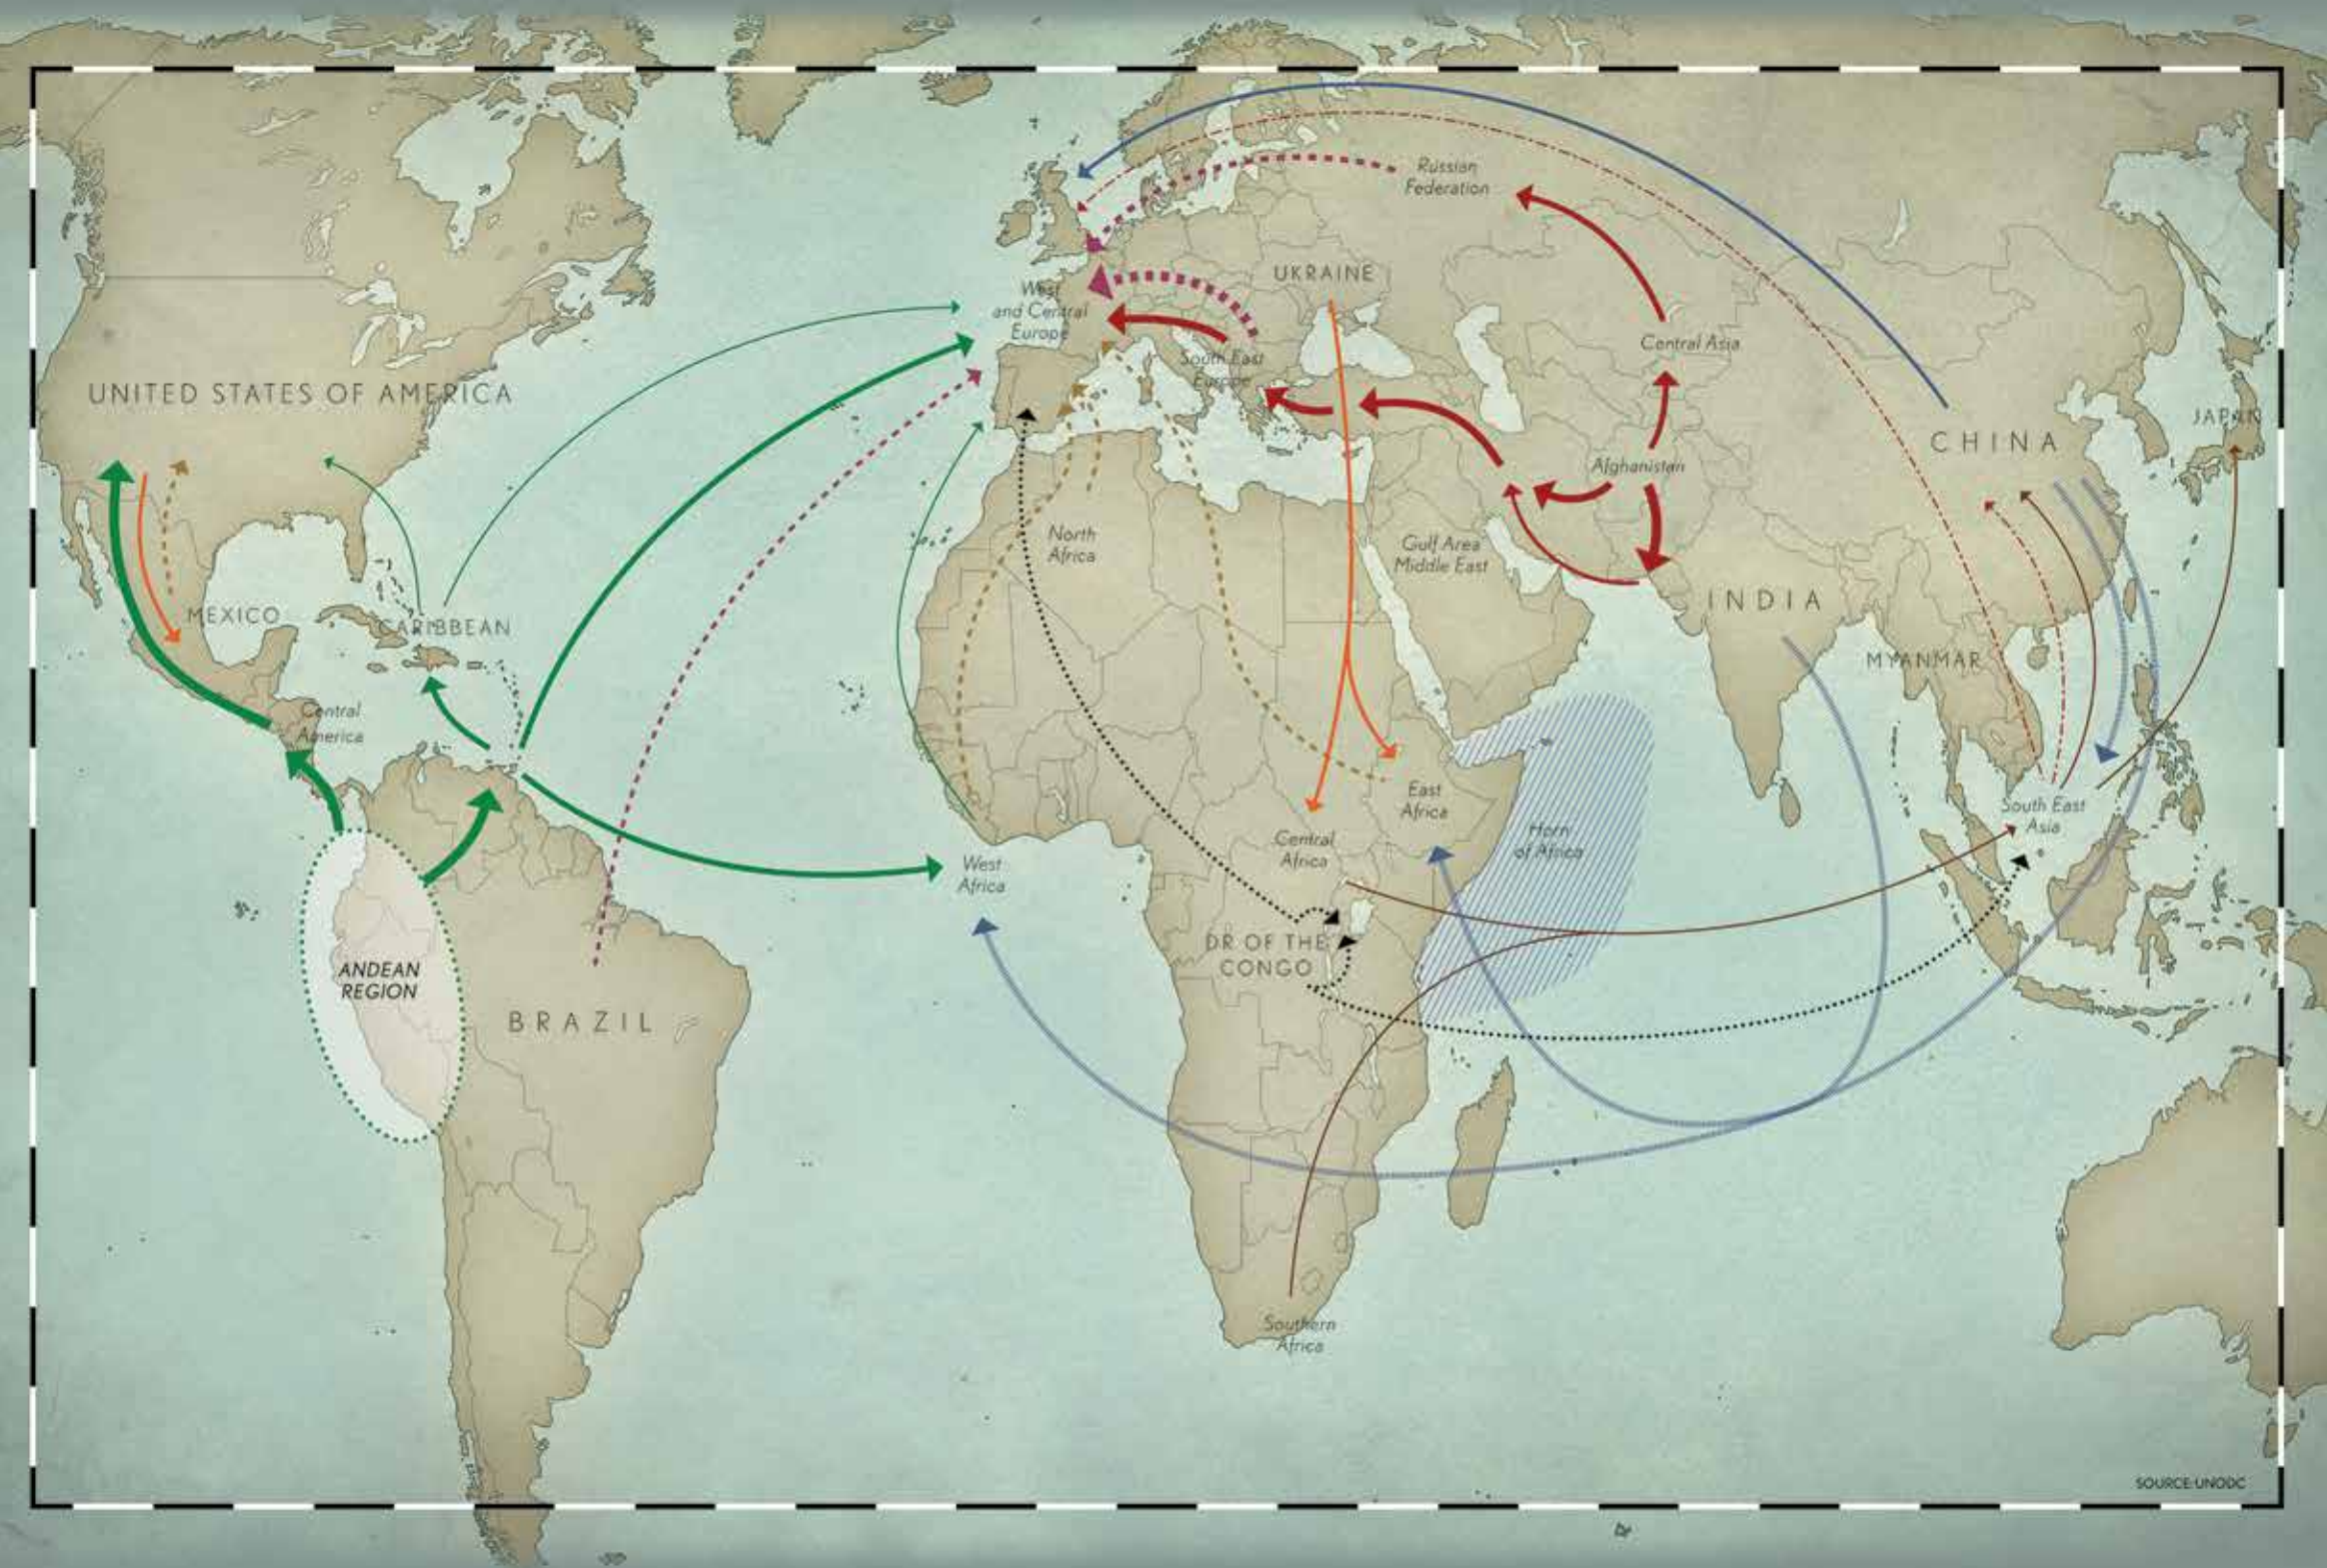 Russian
Federation
UKRAINE
West
and Central
Europe
Central Asia
South East
Europe
UNITED STATES OF AMERICA
JAPAN
CHINA
Afghanistan
North
Africa
Gulf Area
Middle East
INDIA
MEXICO
CARIBBEAN
MYANMAR
Central
America
East
Africa
South East
Asia
Horn
of Africa
Central
Africa
West
Africa
DR OF THE
CONGO
ANDEAN
REGION
BRAZIL
Southern
Africa
SOURCE:UNODC